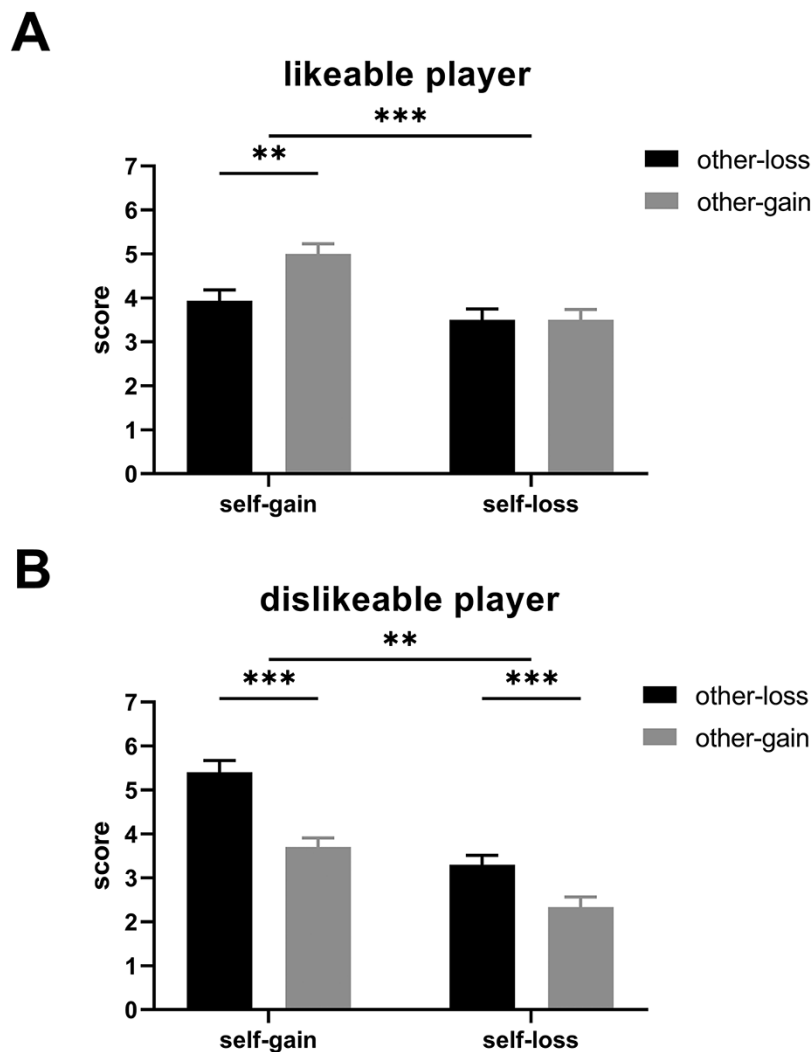 A
likeable player
***
**
other-loss
other-gain
7
6
5
4
3
2
1
0
score
self-gain self-loss
B
dislikeable player
**
*** ***
other-loss
other-gain
7
6
5
4
3
2
1
0
score
self-gain self-loss